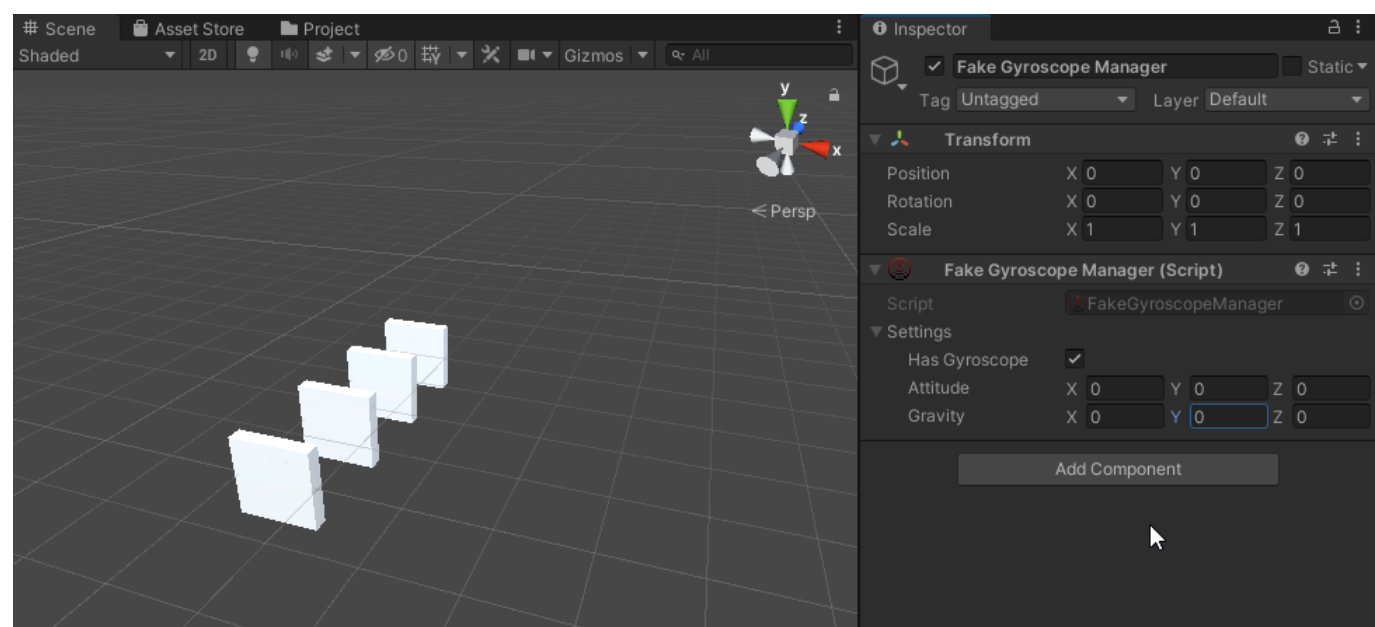 Scene Asset Store Project
Shaded 2D 0 Gizmos All
y
z
x
Persp
Inspector
Fake Gyroscope Manager Static
Tag Untagged Layer Default
Transform
Position X 0 Y 0 Z 0
Rotation X 0 Y 0 Z 0
Scale X 1 Y 1 Z 1
Fake Gyroscope Manager (Script)
Script FakeGyroscopeManager
Settings
Has Gyroscope
Attitude X 0 Y 0 Z 0
Gravity X 0 Y 0 Z 0
Add Component